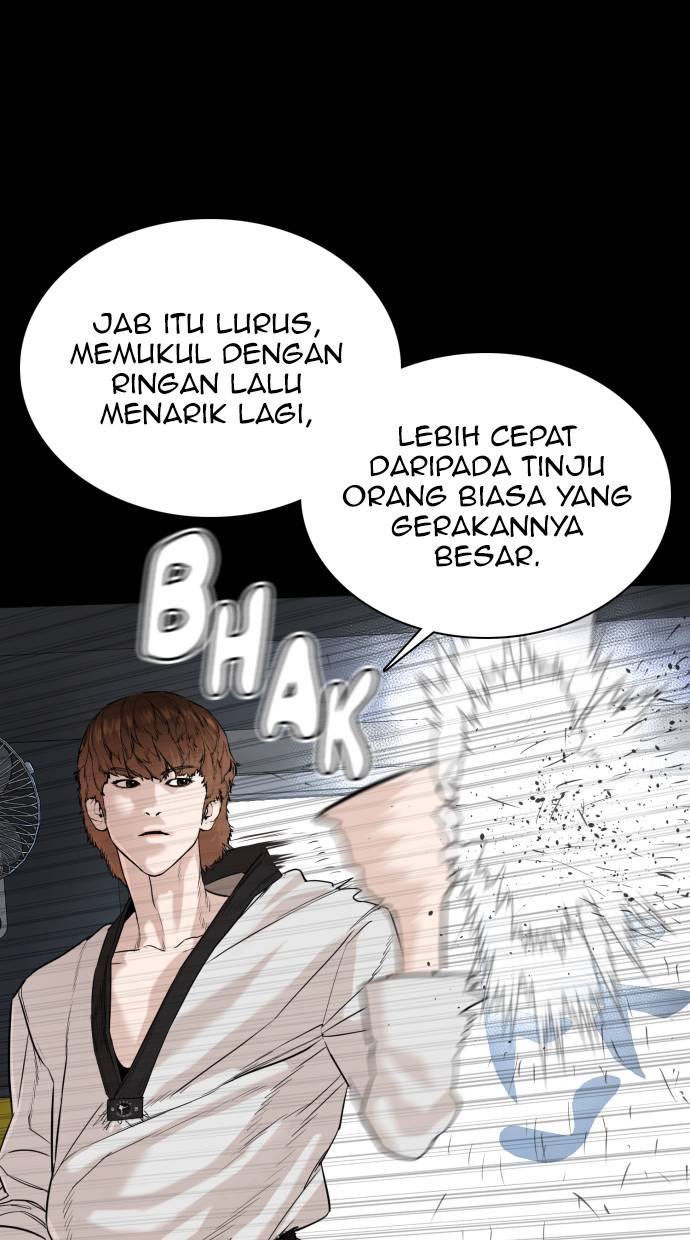 JAB ITU LURUS,
MEMUKUL DENGAN
RINGAN LALU
MENARIK LAGI,
LEBIH CEPAT
DARIPADA TINJU
ORANG BIASA YANG
GERAKANNYA
BESAR.
BHAK